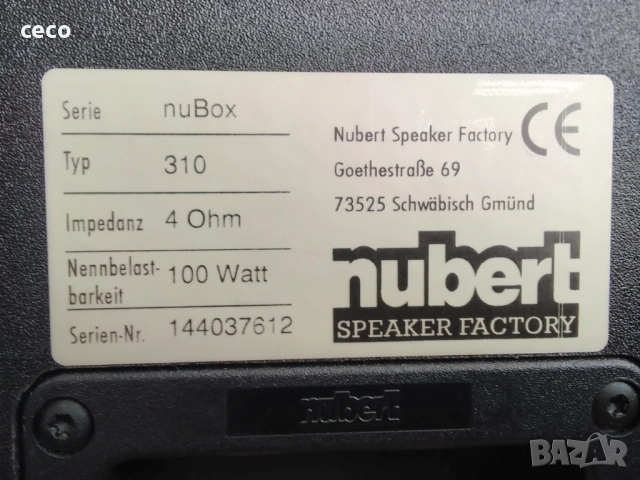 ceco
Serie nuBox
Typ 310
Impedanz 4 Ohm
Nennbelast-
barkeit 100 Watt
Serien-Nr. 144037612
Nubert Speaker Factory CE
Goethestraße 69
73525 Schwäbisch Gmünd
nubert
SPEAKER FACTORY
nubert
BAZAR